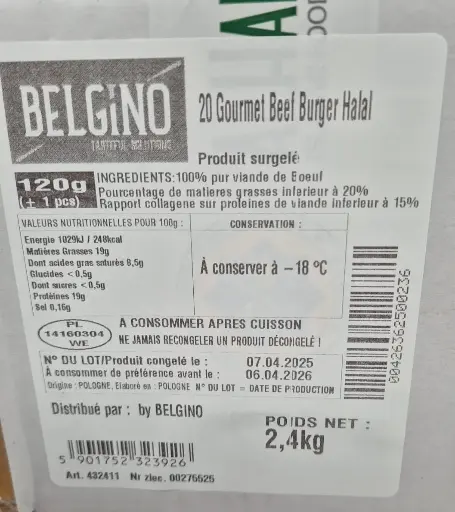 BELGiNO
20 Gourmet Beef Burger Halal
Produit surgelé
120g
(± 1 pcs)
INGREDIENTS:100% pur viande de Boeuf
Pourcentage de matieres grasses inferieur à 20%
Rapport collagene sur proteines de viande inferieur à 15%
VALEURS NUTRITIONNELLES POUR 100g :
Energie 1029kJ / 248kcal
Matières Grasses 19g
Dont acides gras saturés 8,5g
Glucides <0,5g
Dont sucres <0,5g
Protéines 19g
Sel 0,16g
CONSERVATION :
À conserver à -18 °C
PL
14160304
WE
A CONSOMMER APRES CUISSON
NE JAMAIS RECONGELER UN PRODUIT DÉCONGELÉ !
N° DU LOT/Produit congelé le : 07.04.2025
À consommer de préférence avant le : 06.04.2026
Origine : POLOGNE, Elaboré en : POLOGNE N° DU LOT = DATE DE PRODUCTION
Distribué par : by BELGINO
POIDS NET :
2,4kg
5 901752 323926
Art. 432411 Nr zlec. 00276525
00426362500236